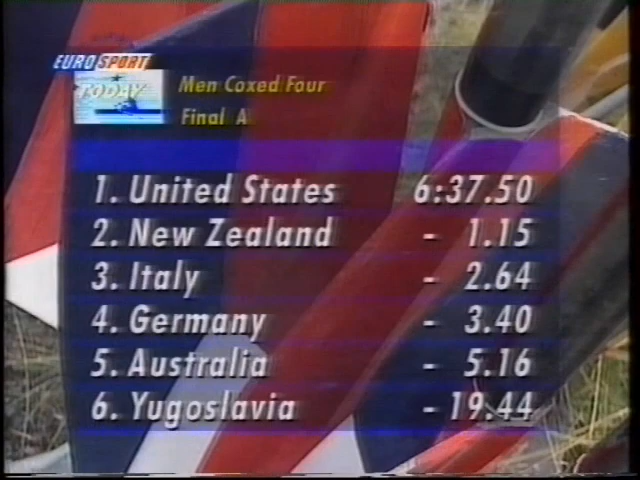 EUROSPORT
TODAY
Men Coxed Four
Final A
1. United States 6:37.50
2. New Zealand - 1.15
3. Italy - 2.64
4. Germany - 3.40
5. Australia - 5.16
6. Yugoslavia - 19.44